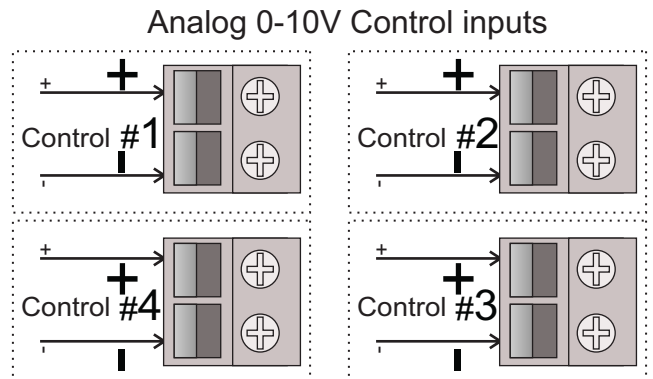 Analog 0-10V Control inputs
+ +
Control #1
- -
+ +
Control #2
- -
+ +
Control #4
- -
+ +
Control #3
- -